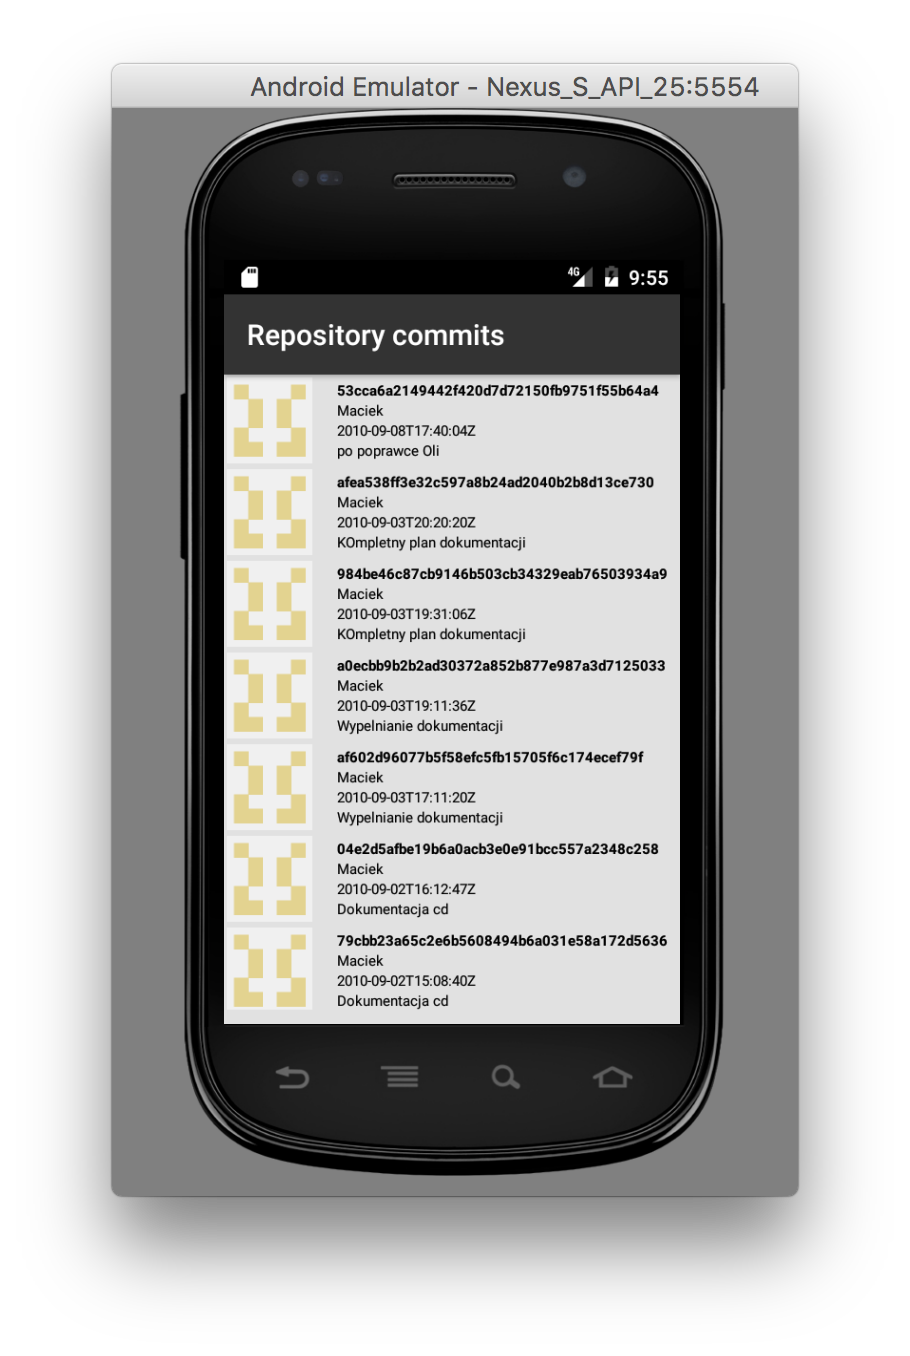 Android Emulator - Nexus_S_API_25:5554
4G 9:55
Repository commits
53cca6a2149442f420d7d72150fb9751f55b64a4
Maciek
2010-09-08T17:40:04Z
po poprawce Oli
afea538ff3e32c597a8b24ad2040b2b8d13ce730
Maciek
2010-09-03T20:20:20Z
KOmpletny plan dokumentacji
984be46c87cb9146b503cb34329eab76503934a9
Maciek
2010-09-03T19:31:06Z
KOmpletny plan dokumentacji
a0ecbb9b2b2ad30372a852b877e987a3d7125033
Maciek
2010-09-03T19:11:36Z
Wypelnianie dokumentacji
af602d96077b5f58efc5fb15705f6c174ecef79f
Maciek
2010-09-03T17:11:20Z
Wypelnianie dokumentacji
04e2d5afbe19b6a0acb3e0e91bcc557a2348c258
Maciek
2010-09-02T16:12:47Z
Dokumentacja cd
79cbb23a65c2e6b5608494b6a031e58a172d5636
Maciek
2010-09-02T15:08:40Z
Dokumentacja cd